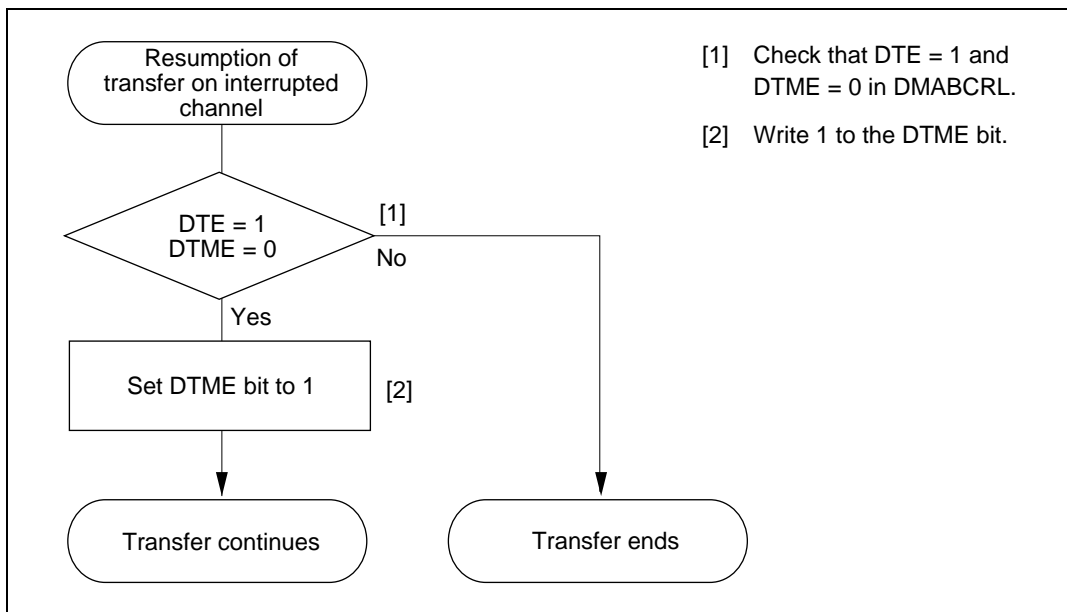 Resumption of
transfer on interrupted
channel
[1] Check that DTE = 1 and
DTME = 0 in DMABCRL.
[2] Write 1 to the DTME bit.
DTE = 1
DTME = 0
[1]
No
Yes
Set DTME bit to 1
[2]
Transfer continues
Transfer ends